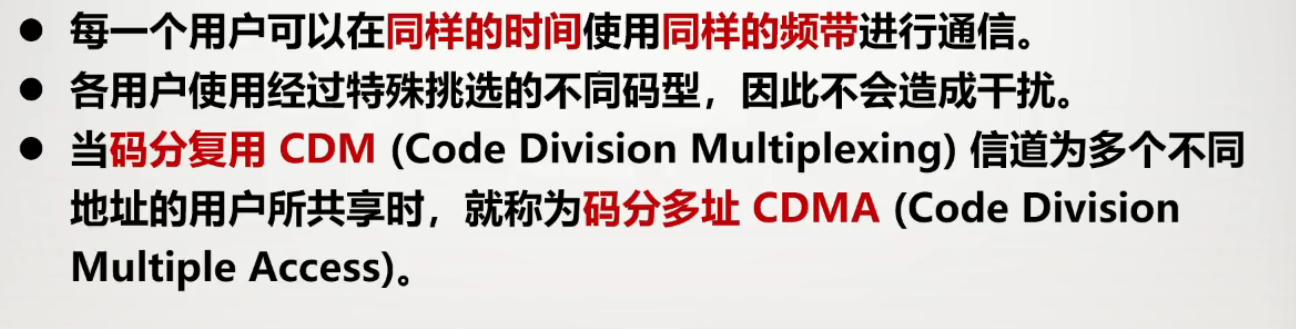 ● 每一个用户可以在同样的时间使用同样的频带进行通信。
● 各用户使用经过特殊挑选的不同码型，因此不会造成干扰。
● 当码分复用 CDM (Code Division Multiplexing) 信道为多个不同
地址的用户所共享时，就称为码分多址 CDMA (Code Division
Multiple Access)。